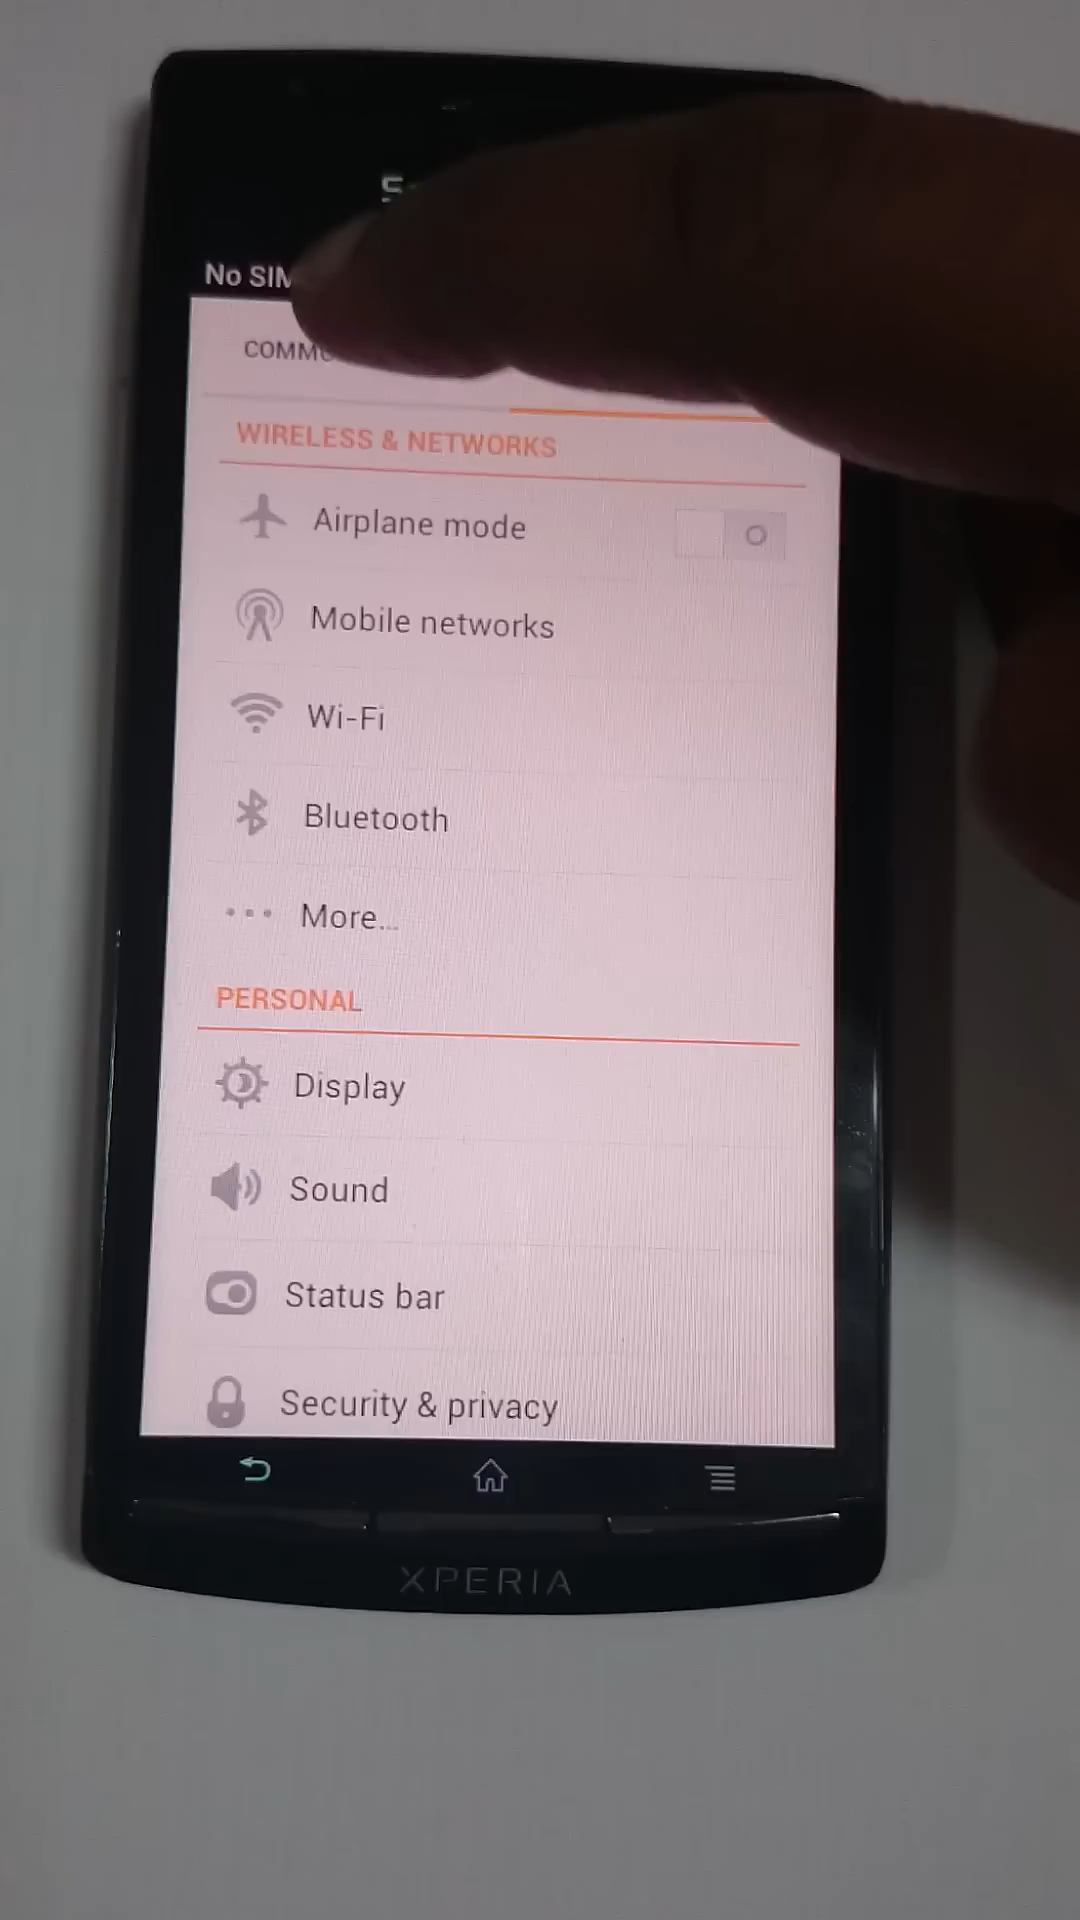 No SIM
WIRELESS & NETWORKS
Airplane mode
Mobile networks
Wi-Fi
Bluetooth
More...
PERSONAL
Display
Sound
Status bar
Security & privacy
XPERIA